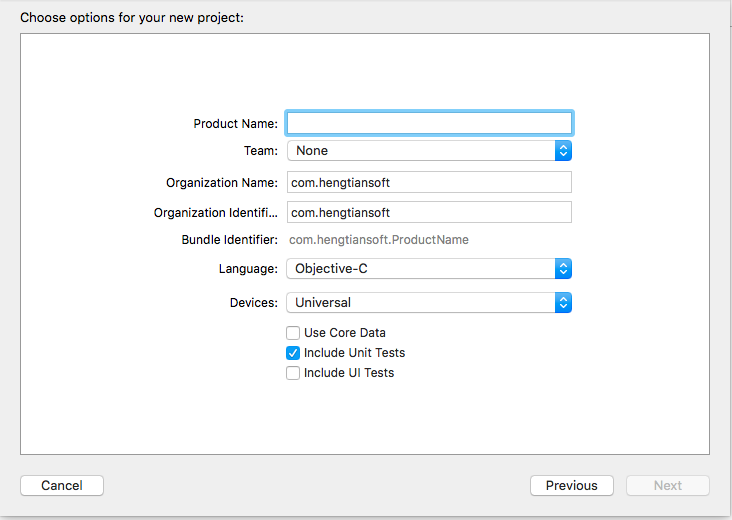 Choose options for your new project:
Product Name:
Team: None
Organization Name: com.hengtiansoft
Organization Identifi... com.hengtiansoft
Bundle Identifier: com.hengtiansoft.ProductName
Language: Objective-C
Devices: Universal
Use Core Data
Include Unit Tests
Include UI Tests
Cancel Previous Next